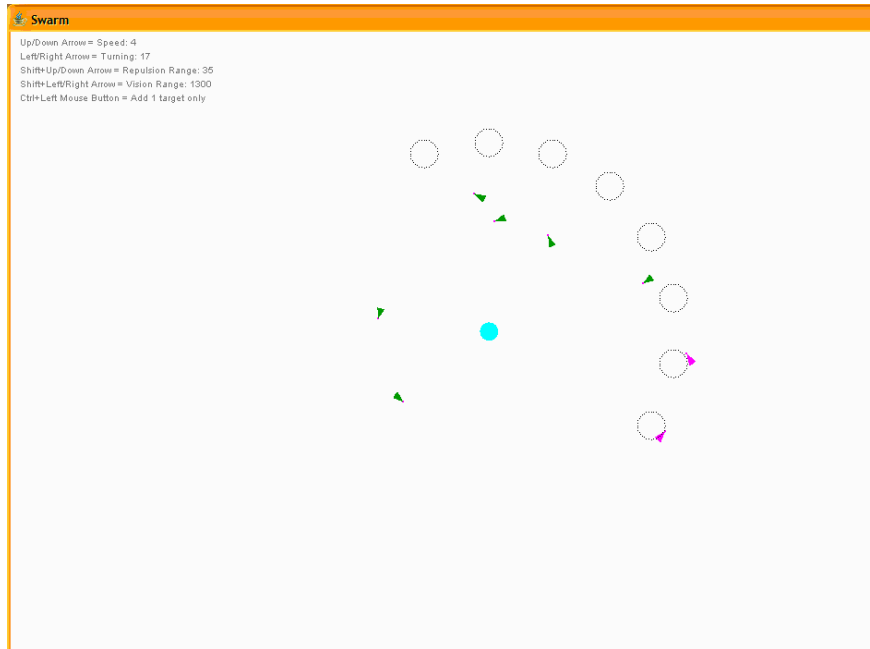 Swarm
Up/Down Arrow = Speed: 4
Left/Right Arrow = Turning: 17
Shift+Up/Down Arrow = Repulsion Range: 35
Shift+Left/Right Arrow = Vision Range: 1300
Ctrl+Left Mouse Button = Add 1 target only